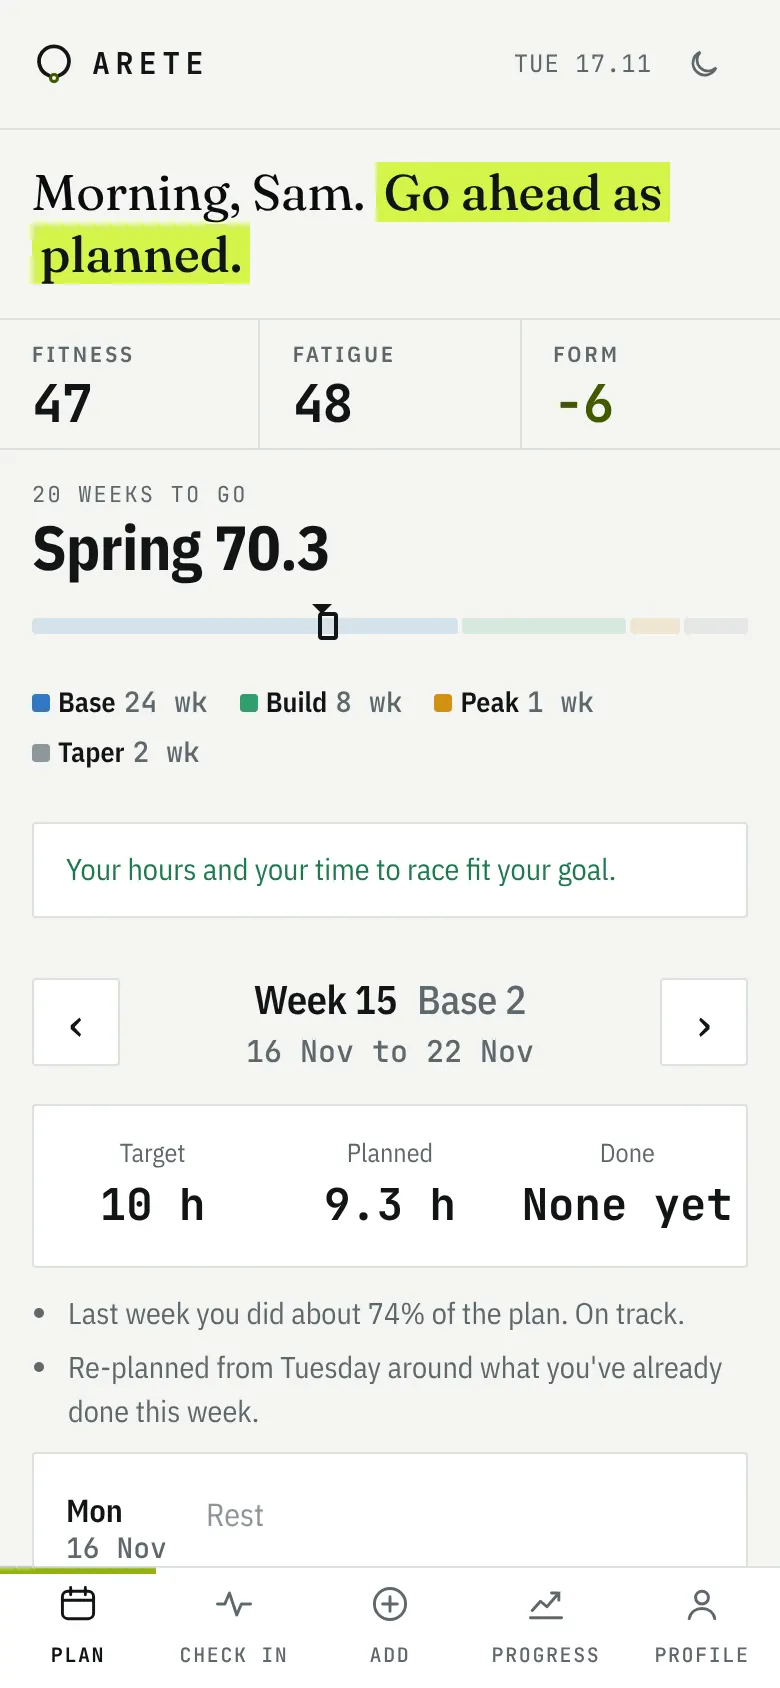 ARETE
TUE 17.11
Morning, Sam. Go ahead as
planned.
FITNESS
47
FATIGUE
48
FORM
-6
20 WEEKS TO GO
Spring 70.3
Base 24 wk
Build 8 wk
Peak 1 wk
Taper 2 wk
Your hours and your time to race fit your goal.
Week 15 Base 2
16 Nov to 22 Nov
Target
10 h
Planned
9.3 h
Done
None yet
• Last week you did about 74% of the plan. On track.
• Re-planned from Tuesday around what you've already
done this week.
Mon
16 Nov
Rest
PLAN
CHECK IN
ADD
PROGRESS
PROFILE